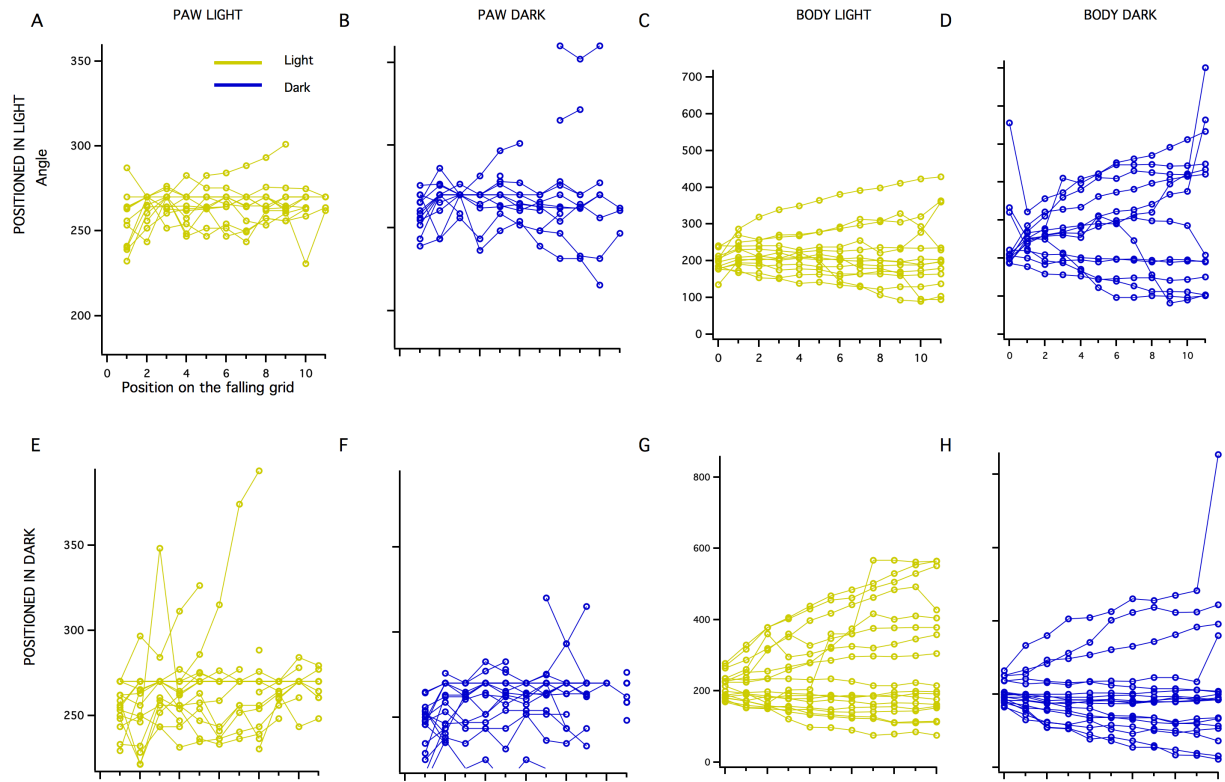 A
PAW LIGHT
B
PAW DARK
C
BODY LIGHT
D
BODY DARK
POSITIONED IN LIGHT
Angle
350
300
250
200
Light
Dark
0
2
4
6
8
10
Position on the falling grid
700
600
500
400
300
200
100
0
0
2
4
6
8
10
0
2
4
6
8
10
E
F
G
H
POSITIONED IN DARK
350
300
250
800
600
400
200
0